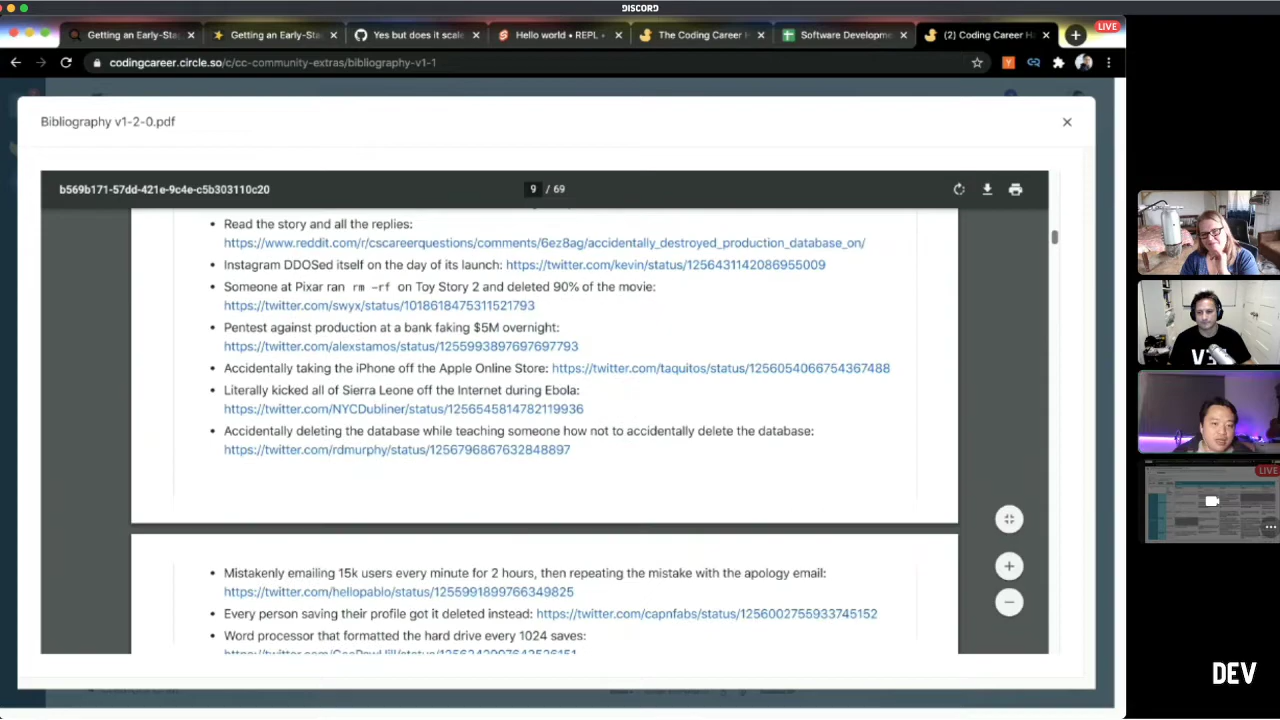 DISCORD
Getting an Early-Sta
Getting an Early-Sta
Yes but does it scale
Hello world • REPL •
The Coding Career H
Software Developme
(2) Coding Career Ha
LIVE
codingcareer.circle.so/c/cc-community-extras/bibliography-v1-1
Bibliography v1-2-0.pdf
b569b171-57dd-421e-9c4e-c5b303110c20
9 / 69
• Read the story and all the replies:
https://www.reddit.com/r/cscareerquestions/comments/6ez8ag/accidentally_destroyed_production_database_on/
• Instagram DDOSed itself on the day of its launch: https://twitter.com/kevin/status/1256431142086955009
• Someone at Pixar ran rm -rf on Toy Story 2 and deleted 90% of the movie:
https://twitter.com/swyx/status/1018618475311521793
• Pentest against production at a bank faking $5M overnight:
https://twitter.com/alexstamos/status/1255993897697697793
• Accidentally taking the iPhone off the Apple Online Store: https://twitter.com/taquitos/status/1256054066754367488
• Literally kicked all of Sierra Leone off the Internet during Ebola:
https://twitter.com/NYCDubliner/status/1256545814782119936
• Accidentally deleting the database while teaching someone how not to accidentally delete the database:
https://twitter.com/rdmurphy/status/1256796867632848897
• Mistakenly emailing 15k users every minute for 2 hours, then repeating the mistake with the apology email:
https://twitter.com/hellopablo/status/1255991899766349825
• Every person saving their profile got it deleted instead: https://twitter.com/capnfabs/status/1256002755933745152
• Word processor that formatted the hard drive every 1024 saves:
LIVE
DEV